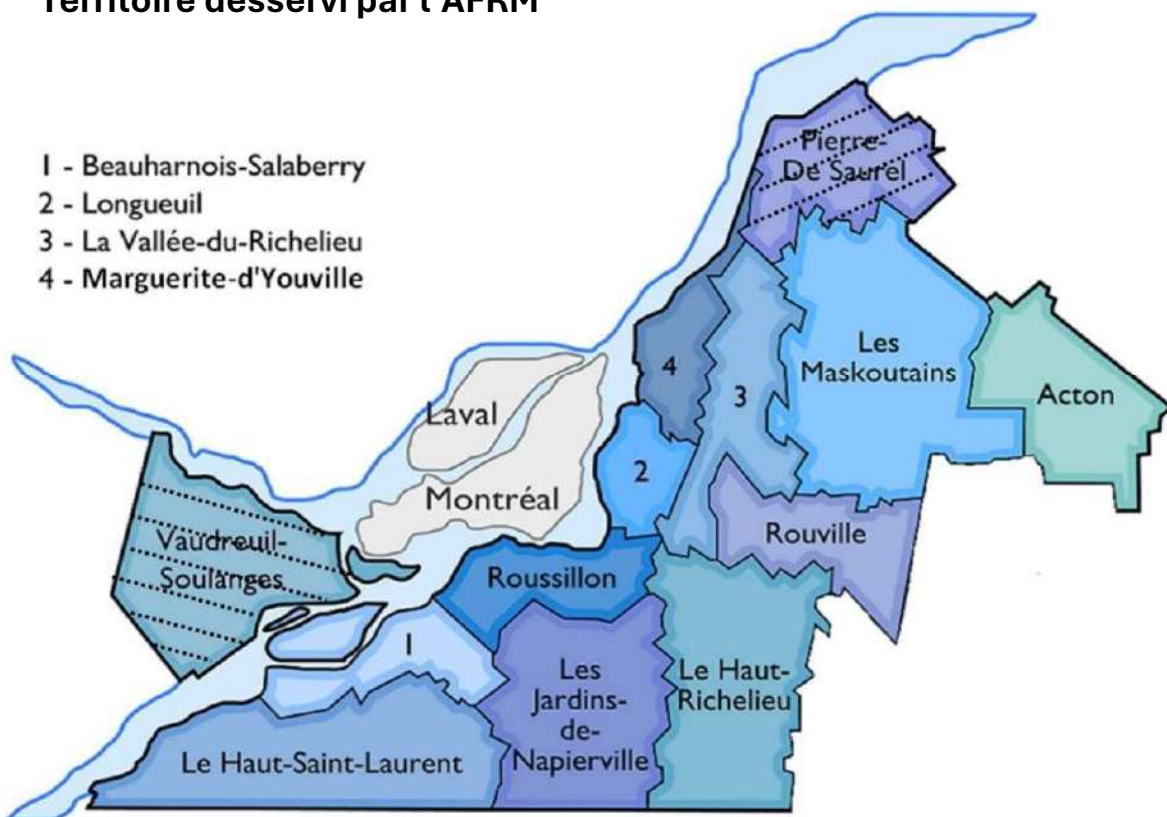 Territoire desservi par l'AFRM
1 - Beauharnois-Salaberry
2 - Longueuil
3 - La Vallée-du-Richelieu
4 - Marguerite-d'Youville
Pierre-
De Saurel
Les
Maskoutains
Acton
4
3
Laval
2
Montréal
Rouville
Vaudreuil-
Soulanges
Roussillon
1
Les
Jardins-
de-
Napierville
Le Haut-
Richelieu
Le Haut-Saint-Laurent